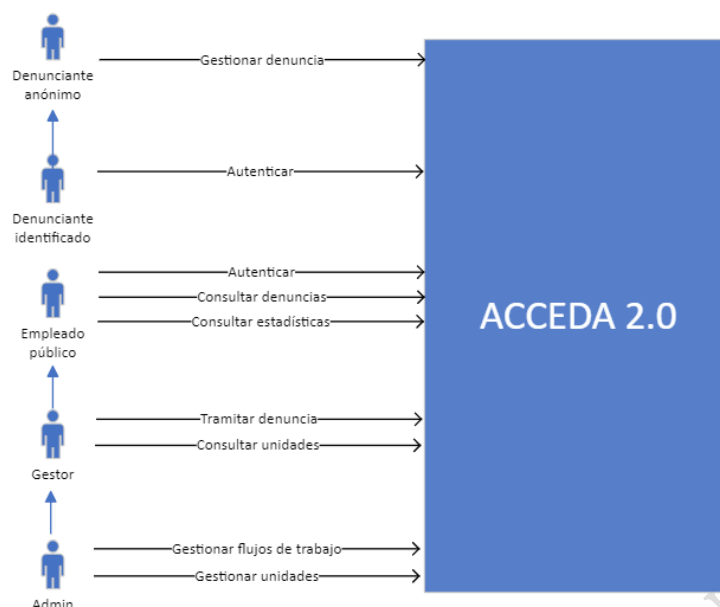 Gestionar denuncia
Denunciante
anónimo
Autenticar
Denunciante
identificado
Autenticar
Consultar denuncias
Consultar estadísticas
Empleado
público
ACCEDA 2.0
Tramitar denuncia
Consultar unidades
Gestor
Gestionar flujos de trabajo
Gestionar unidades
Admin